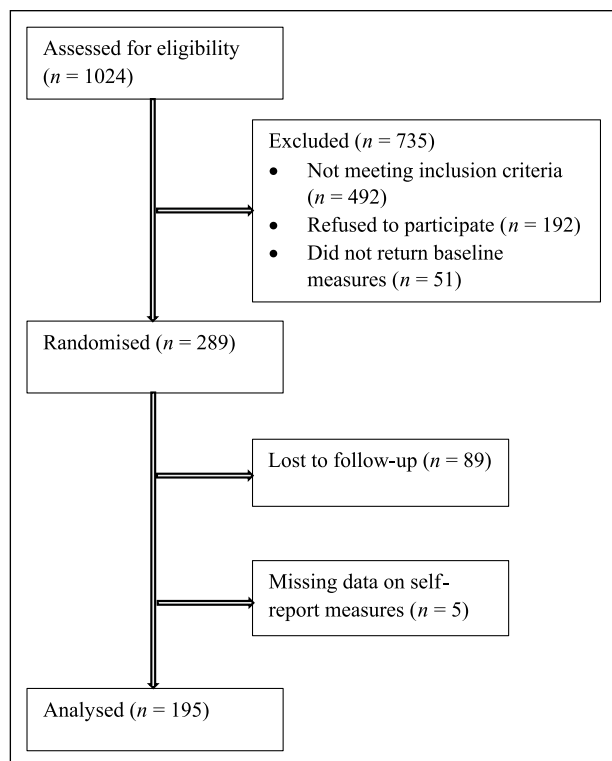 Assessed for eligibility
(n = 1024)
Excluded (n = 735)
• Not meeting inclusion criteria
(n = 492)
• Refused to participate (n = 192)
• Did not return baseline
measures (n = 51)
Randomised (n = 289)
Lost to follow-up (n = 89)
Missing data on self-
report measures (n = 5)
Analysed (n = 195)